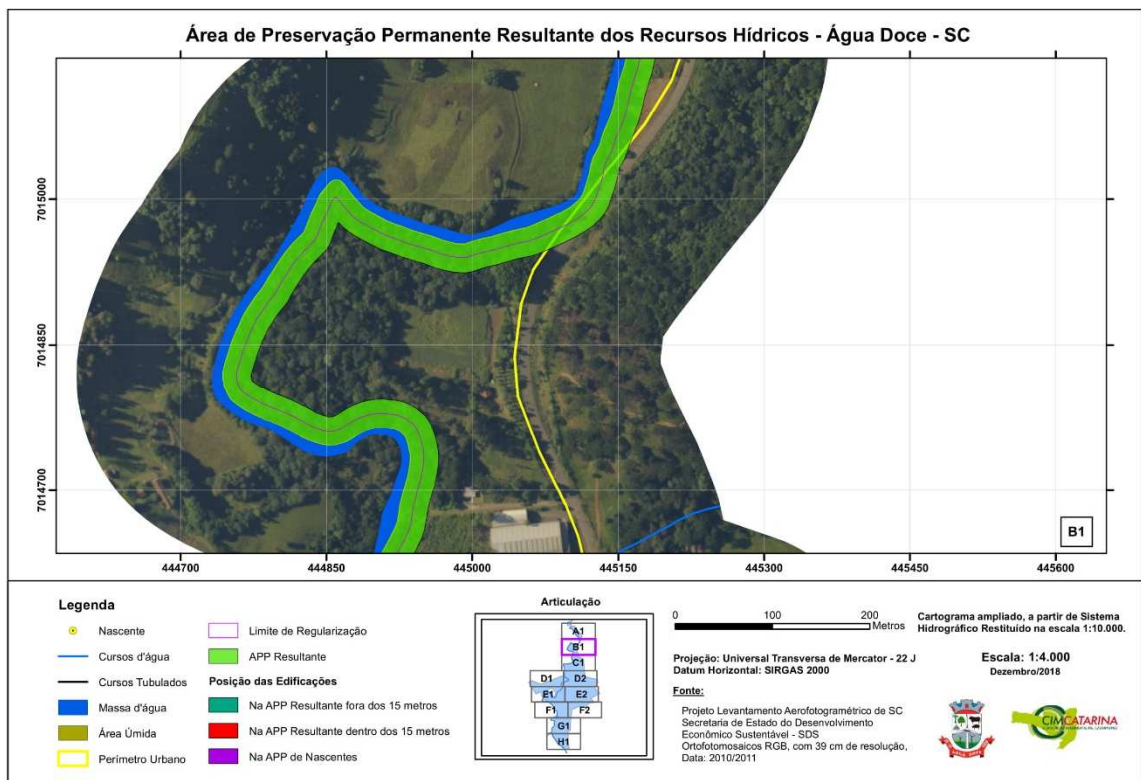 Área de Preservação Permanente Resultante dos Recursos Hídricos - Água Doce - SC
7015000
7014850
7014700
B1
444700 444850 445000 445150 445300 445450 445600
Legenda
Nascente
Cursos d'água
Cursos Tubulados
Massa d'água
Área Úmida
Perímetro Urbano
Limite de Regularização
APP Resultante
Posição das Edificações
Na APP Resultante fora dos 15 metros
Na APP Resultante dentro dos 15 metros
Na APP de Nascentes
Articulação
A1
B1
C1
D1 D2
E1 E2
F1 F2
G1
H1
0 100 200
Metros
Projeção: Universal Transversa de Mercator - 22 J
Datum Horizontal: SIRGAS 2000
Fonte:
Projeto Levantamento Aerofotogramétrico de SC
Secretaria de Estado do Desenvolvimento
Econômico Sustentável - SDS
Ortofotomosaicos RGB, com 39 cm de resolução,
Data: 2010/2011
Cartograma ampliado, a partir de Sistema
Hidrográfico Restituído na escala 1:10.000.
Escala: 1:4.000
Dezembro/2018
CIMCATARINA